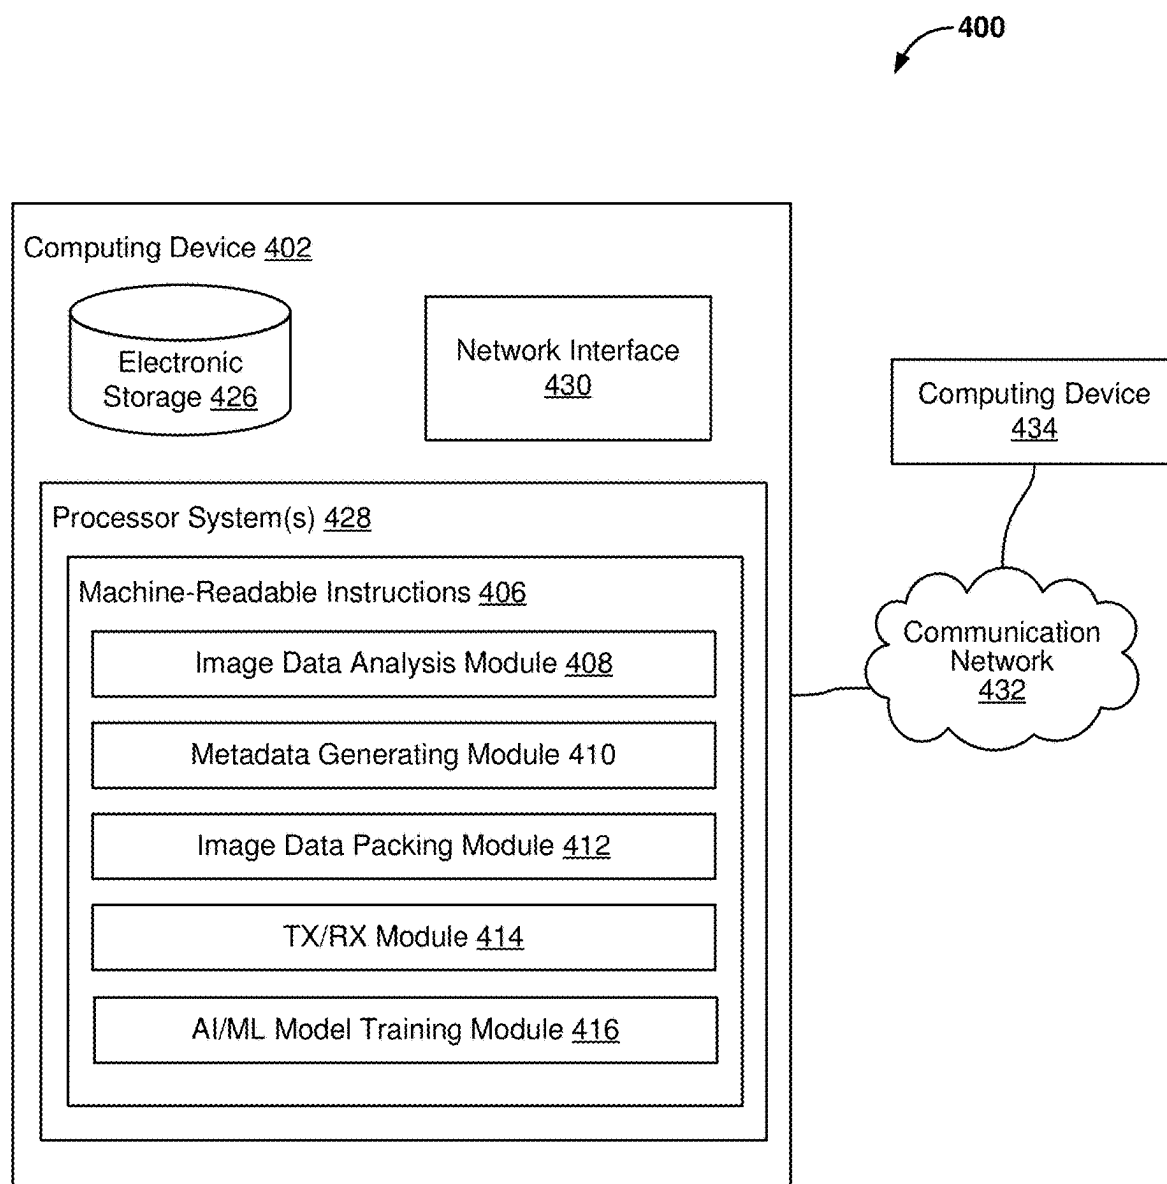 400
Computing Device 402
Electronic
Storage 426
Network Interface
430
Computing Device
434
Processor System(s) 428
Machine-Readable Instructions 406
Image Data Analysis Module 408
Communication
Network
432
Metadata Generating Module 410
Image Data Packing Module 412
TX/RX Module 414
AI/ML Model Training Module 416